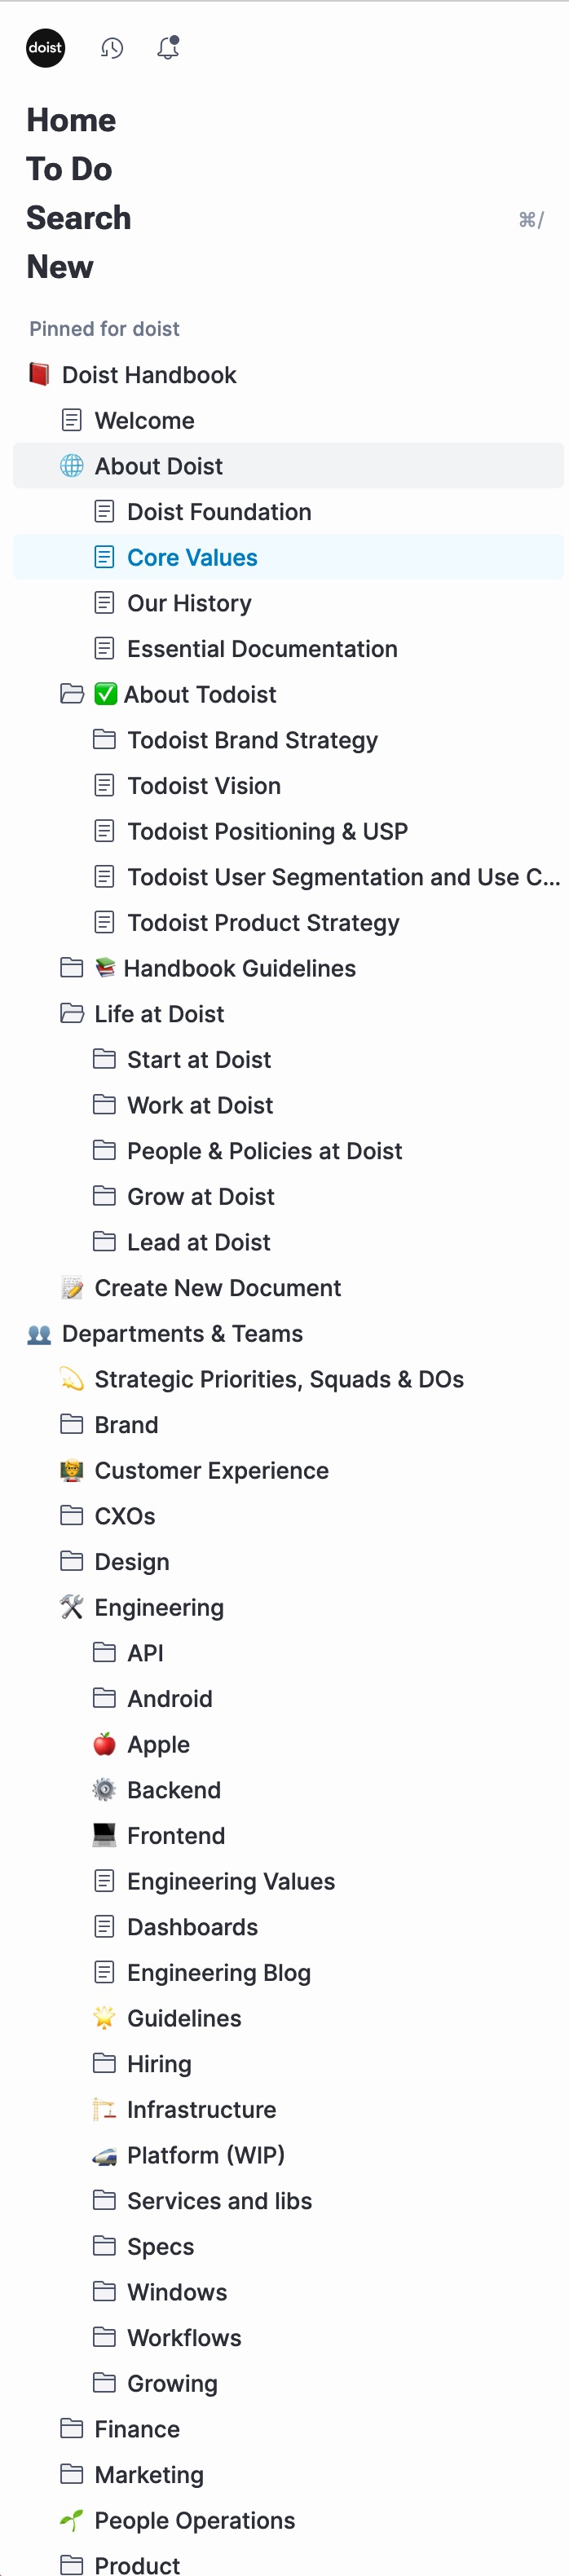 doist
Home
To Do
Search ⌘/
New
Pinned for doist
Doist Handbook
Welcome
About Doist
Doist Foundation
Core Values
Our History
Essential Documentation
✅ About Todoist
Todoist Brand Strategy
Todoist Vision
Todoist Positioning & USP
Todoist User Segmentation and Use C...
Todoist Product Strategy
📚 Handbook Guidelines
Life at Doist
Start at Doist
Work at Doist
People & Policies at Doist
Grow at Doist
Lead at Doist
Create New Document
Departments & Teams
Strategic Priorities, Squads & DOs
Brand
Customer Experience
CXOs
Design
Engineering
API
Android
Apple
Backend
Frontend
Engineering Values
Dashboards
Engineering Blog
Guidelines
Hiring
Infrastructure
Platform (WIP)
Services and libs
Specs
Windows
Workflows
Growing
Finance
Marketing
People Operations
Product